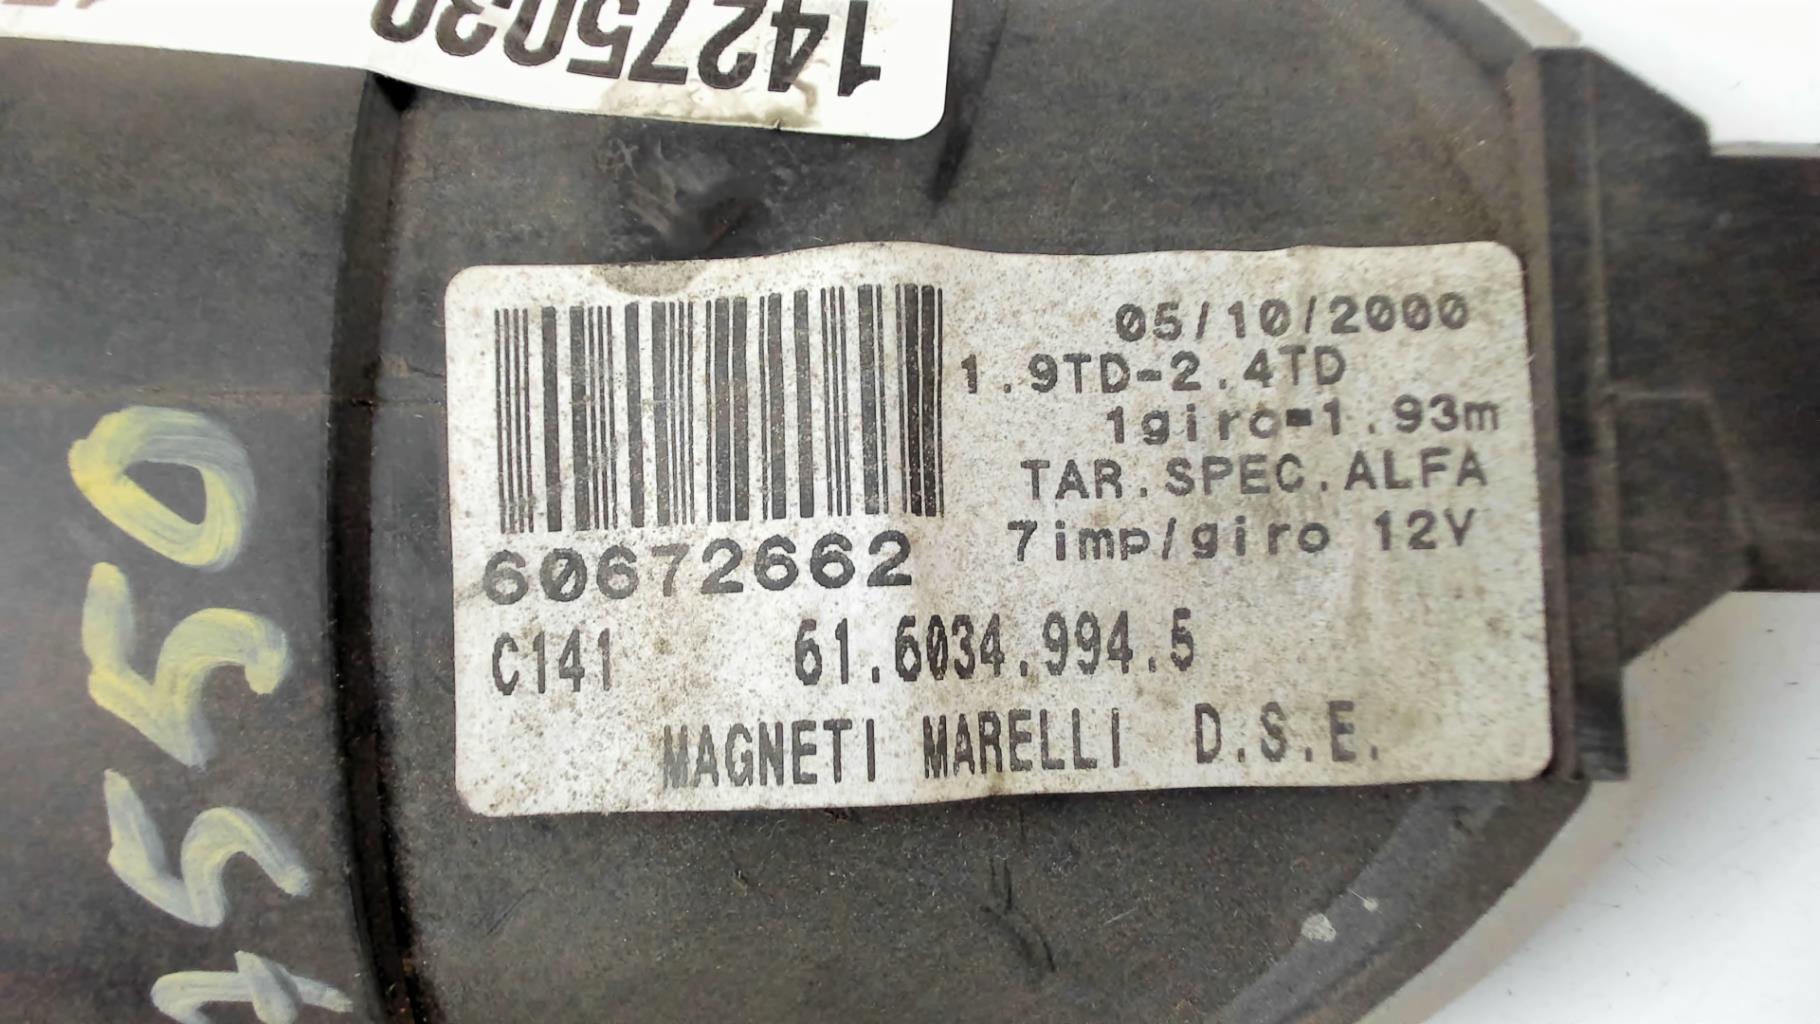 14275030
05/10/2000
1.9TD-2.4TD
1giro=1.93m
TAR.SPEC.ALFA
7imp/giro 12V
60672662
C141 61.6034.994.5
MAGNETI MARELLI D.S.E.